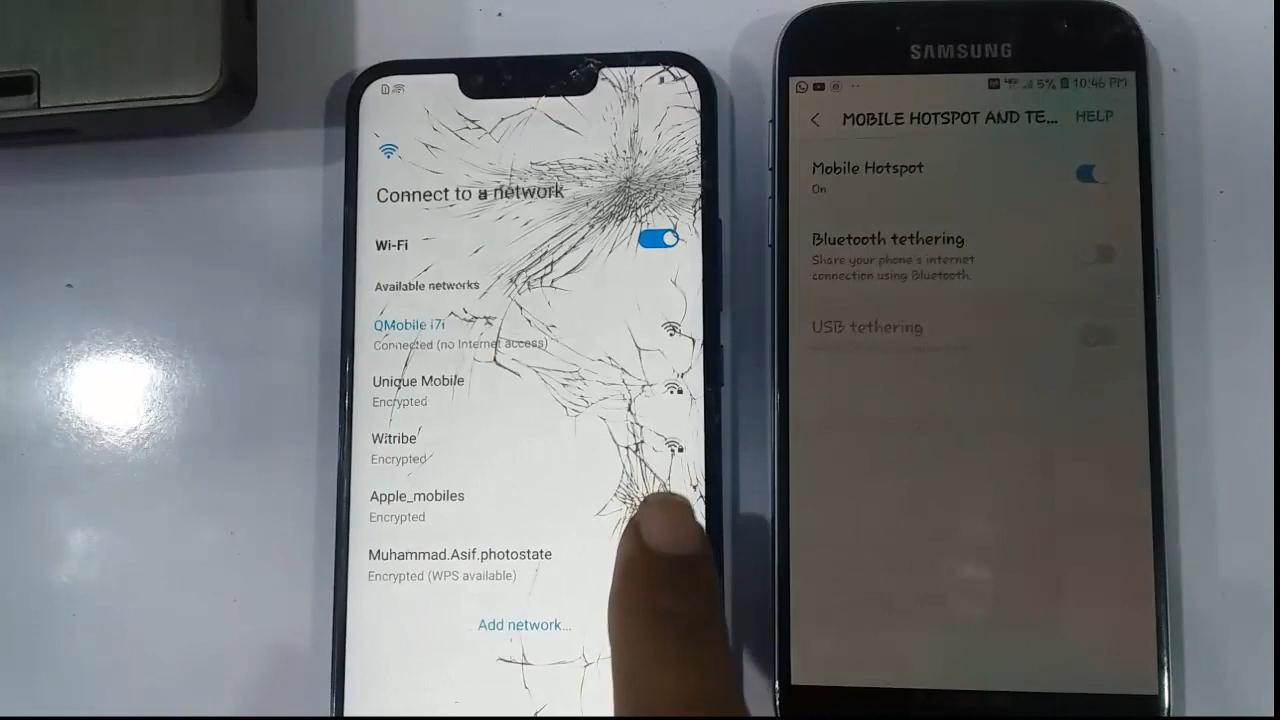 Connect to a network
Wi-Fi
Available networks
QMobile i7i
Connected (no Internet access)
Unique Mobile
Encrypted
Witribe
Encrypted
Apple_mobiles
Encrypted
Muhammad.Asif.photostate
Encrypted (WPS available)
Add network...
SAMSUNG
5% 10:46 PM
MOBILE HOTSPOT AND TE... HELP
Mobile Hotspot
On
Bluetooth tethering
Share your phone's internet
connection using Bluetooth.
USB tethering